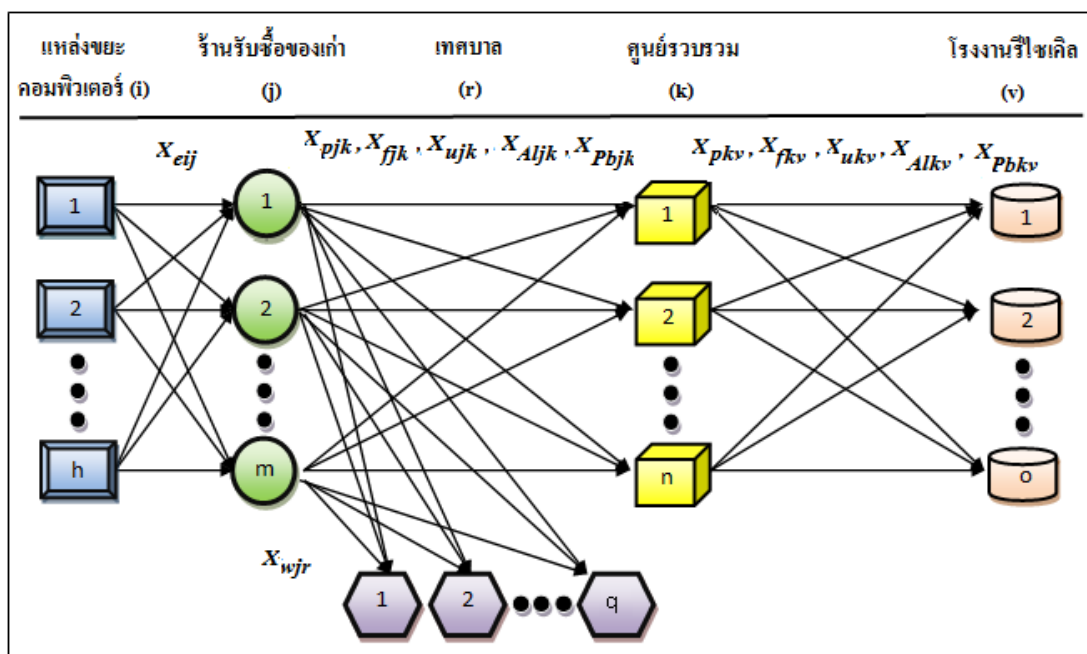 แหล่งขยะ ร้านรับซื้อของเก่า เทศบาล ศูนย์รวบรวม โรงงานรีไซเคิล
คอมพิวเตอร์ (i) (j) (r) (k) (v)
X_eij X_pjk , X_fjk , X_ujk , X_Aljk , X_Pbjk X_pkv , X_fkv , X_ukv , X_Alkv , X_Pbkv
1 1 1 1
2 2 2 2
h m n o
X_wjr
1 2 q